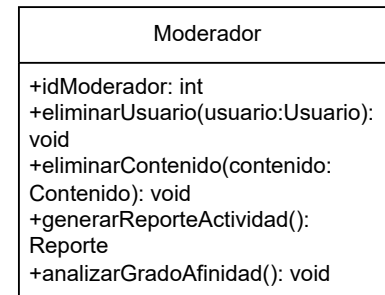 Moderador
+idModerador: int
+eliminarUsuario(usuario:Usuario):
void
+eliminarContenido(contenido:
Contenido): void
+generarReporteActividad():
Reporte
+analizarGradoAfinidad(): void